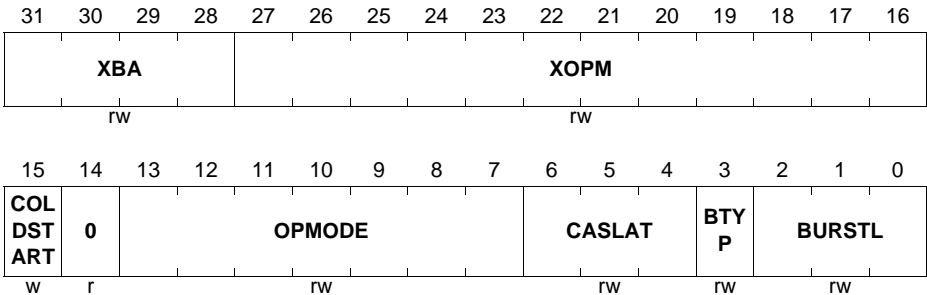 31 30 29 28 27 26 25 24 23 22 21 20 19 18 17 16
XBA XOPM
rw rw
15 14 13 12 11 10 9 8 7 6 5 4 3 2 1 0
COL
DST
ART
0 OPMODE CASLAT
BTY
P
BURSTL
w r rw rw rw rw